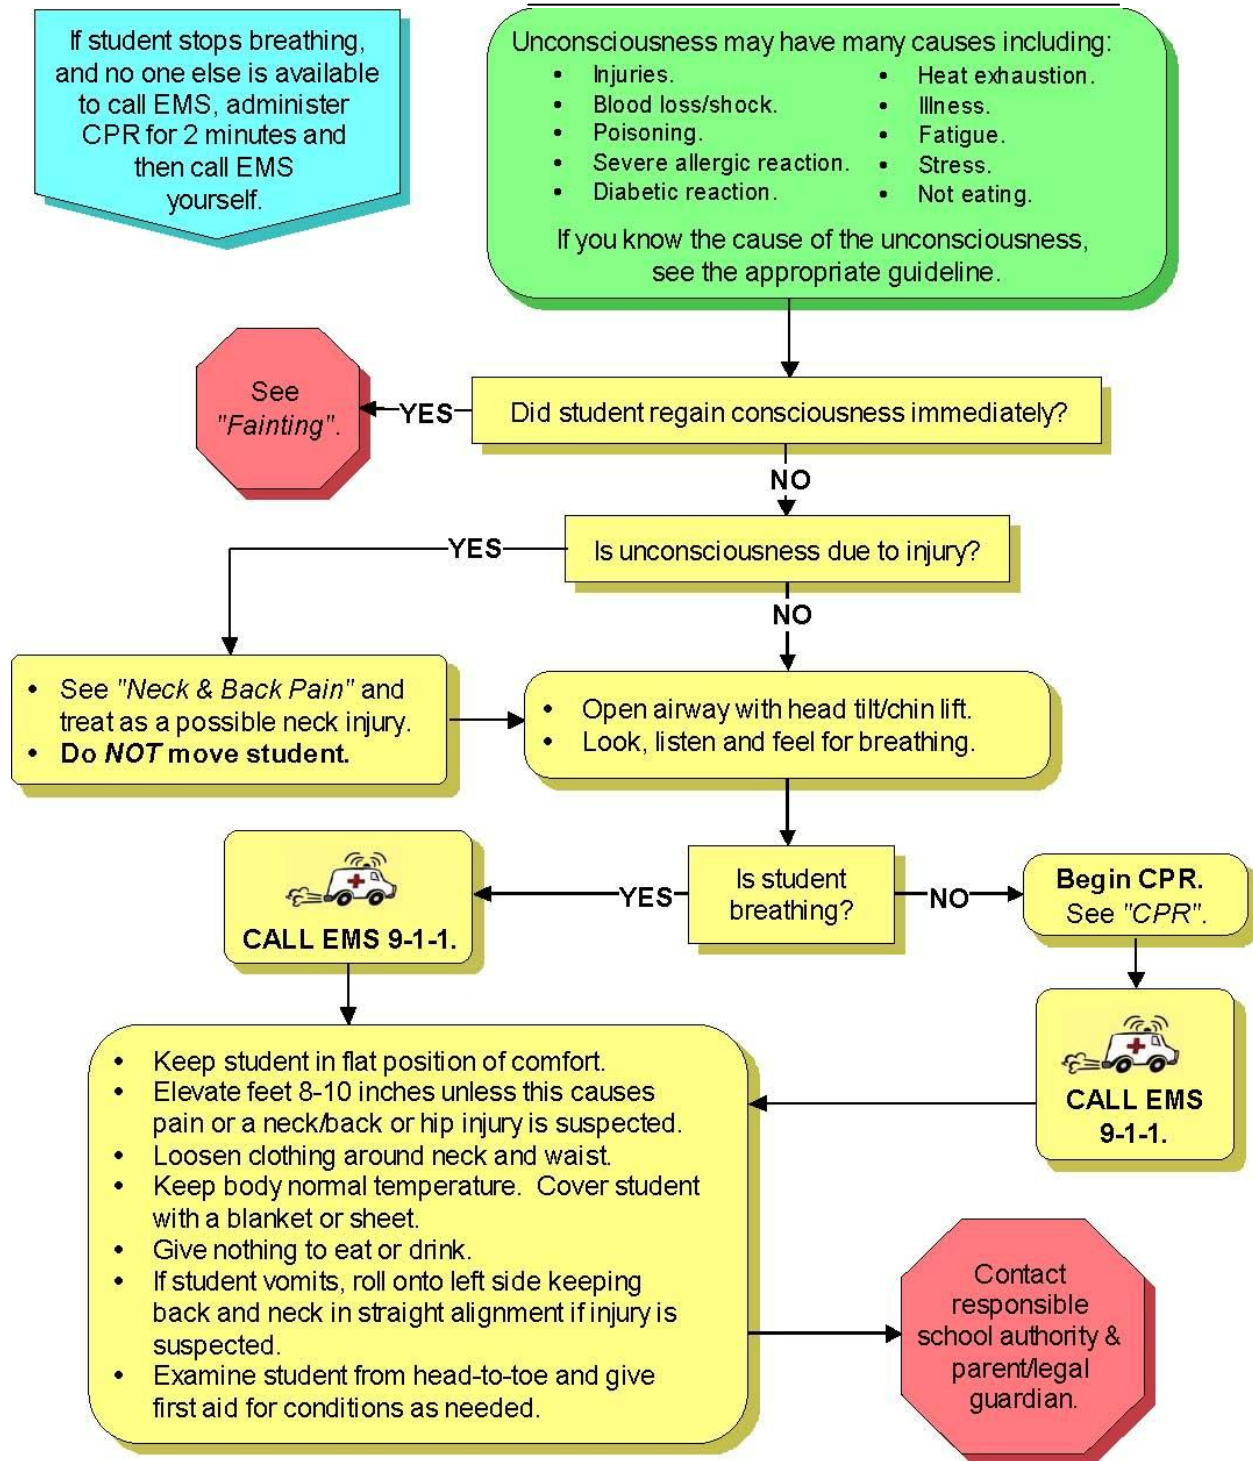 If student stops breathing,
and no one else is available
to call EMS, administer
CPR for 2 minutes and
then call EMS
yourself.
Unconsciousness may have many causes including:
• Injuries.
• Blood loss/shock.
• Poisoning.
• Severe allergic reaction.
• Diabetic reaction.
• Heat exhaustion.
• Illness.
• Fatigue.
• Stress.
• Not eating.
If you know the cause of the unconsciousness,
see the appropriate guideline.
Did student regain consciousness immediately?
YES
See
"Fainting".
NO
Is unconsciousness due to injury?
YES
NO
• See "Neck & Back Pain" and
treat as a possible neck injury.
• Do NOT move student.
• Open airway with head tilt/chin lift.
• Look, listen and feel for breathing.
Is student
breathing?
YES
NO
CALL EMS 9-1-1.
Begin CPR.
See "CPR".
CALL EMS
9-1-1.
• Keep student in flat position of comfort.
• Elevate feet 8-10 inches unless this causes
pain or a neck/back or hip injury is suspected.
• Loosen clothing around neck and waist.
• Keep body normal temperature. Cover student
with a blanket or sheet.
• Give nothing to eat or drink.
• If student vomits, roll onto left side keeping
back and neck in straight alignment if injury is
suspected.
• Examine student from head-to-toe and give
first aid for conditions as needed.
Contact
responsible
school authority &
parent/legal
guardian.